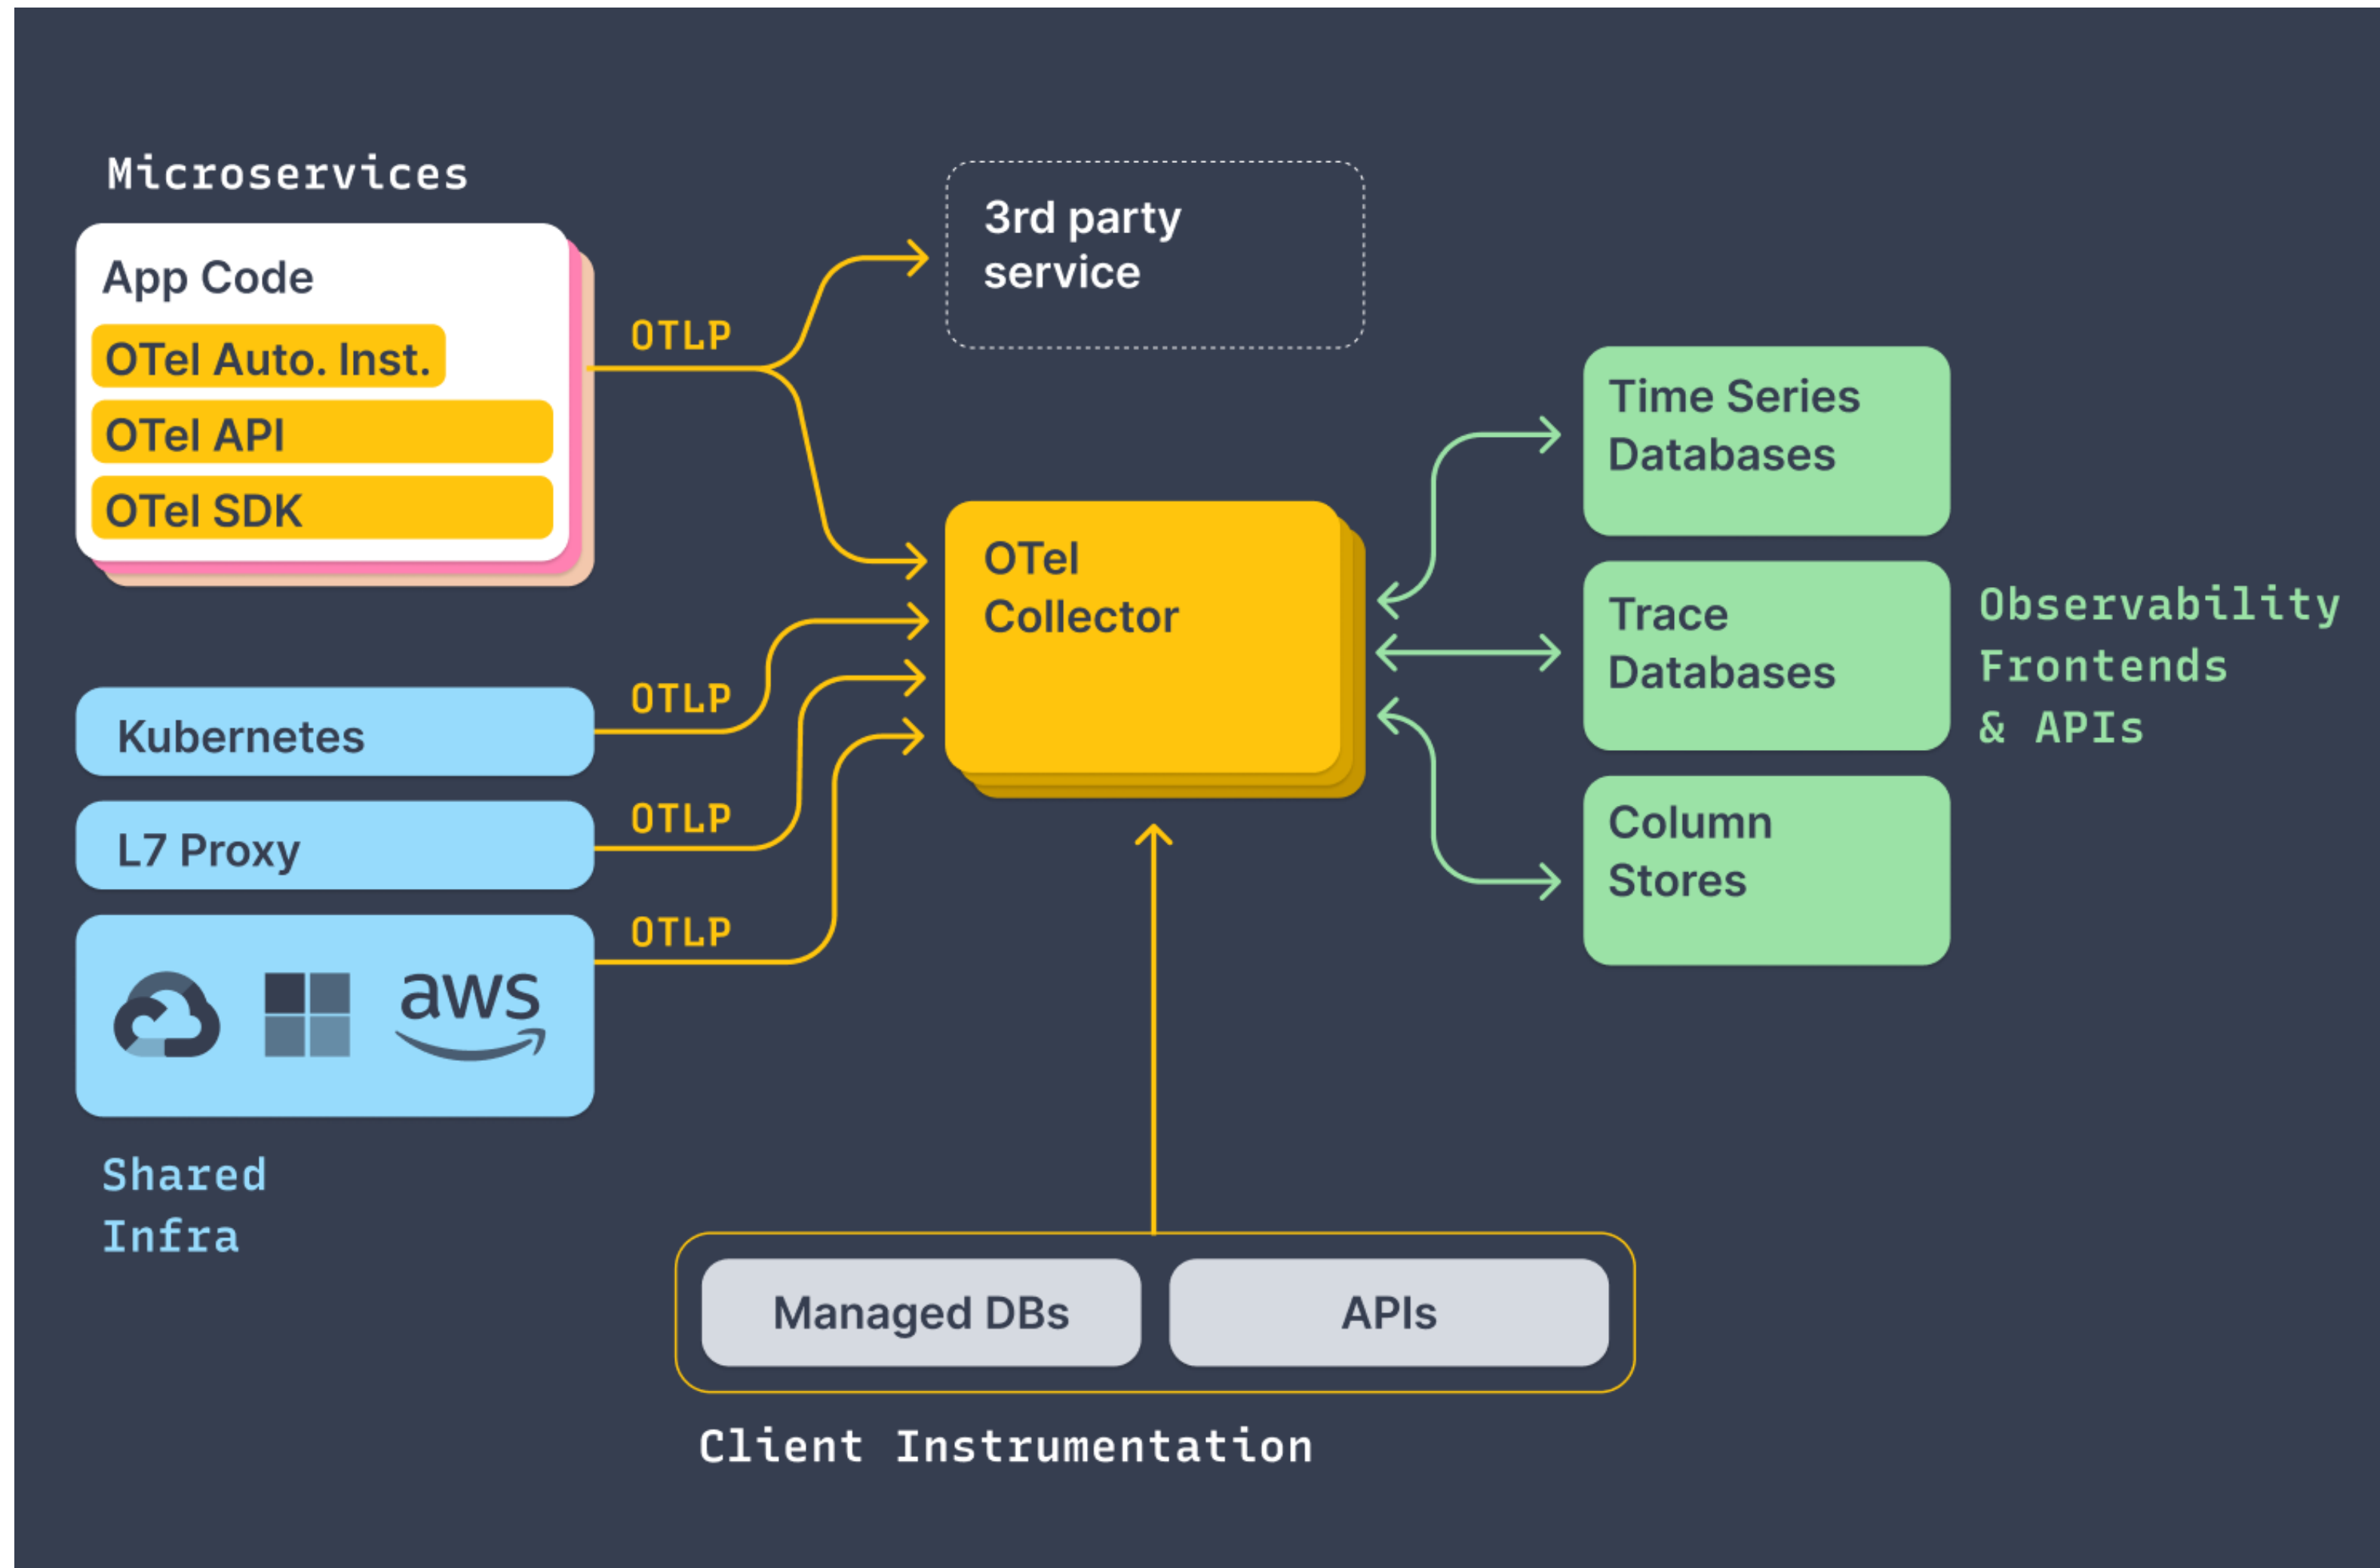 Microservices
App Code
OTel Auto. Inst.
OTel API
OTel SDK
OTLP
3rd party
service
Kubernetes
OTLP
L7 Proxy
OTLP
aws
OTLP
Shared
Infra
OTel
Collector
Time Series
Databases
Trace
Databases
Column
Stores
Observability
Frontends
& APIs
Managed DBs
APIs
Client Instrumentation